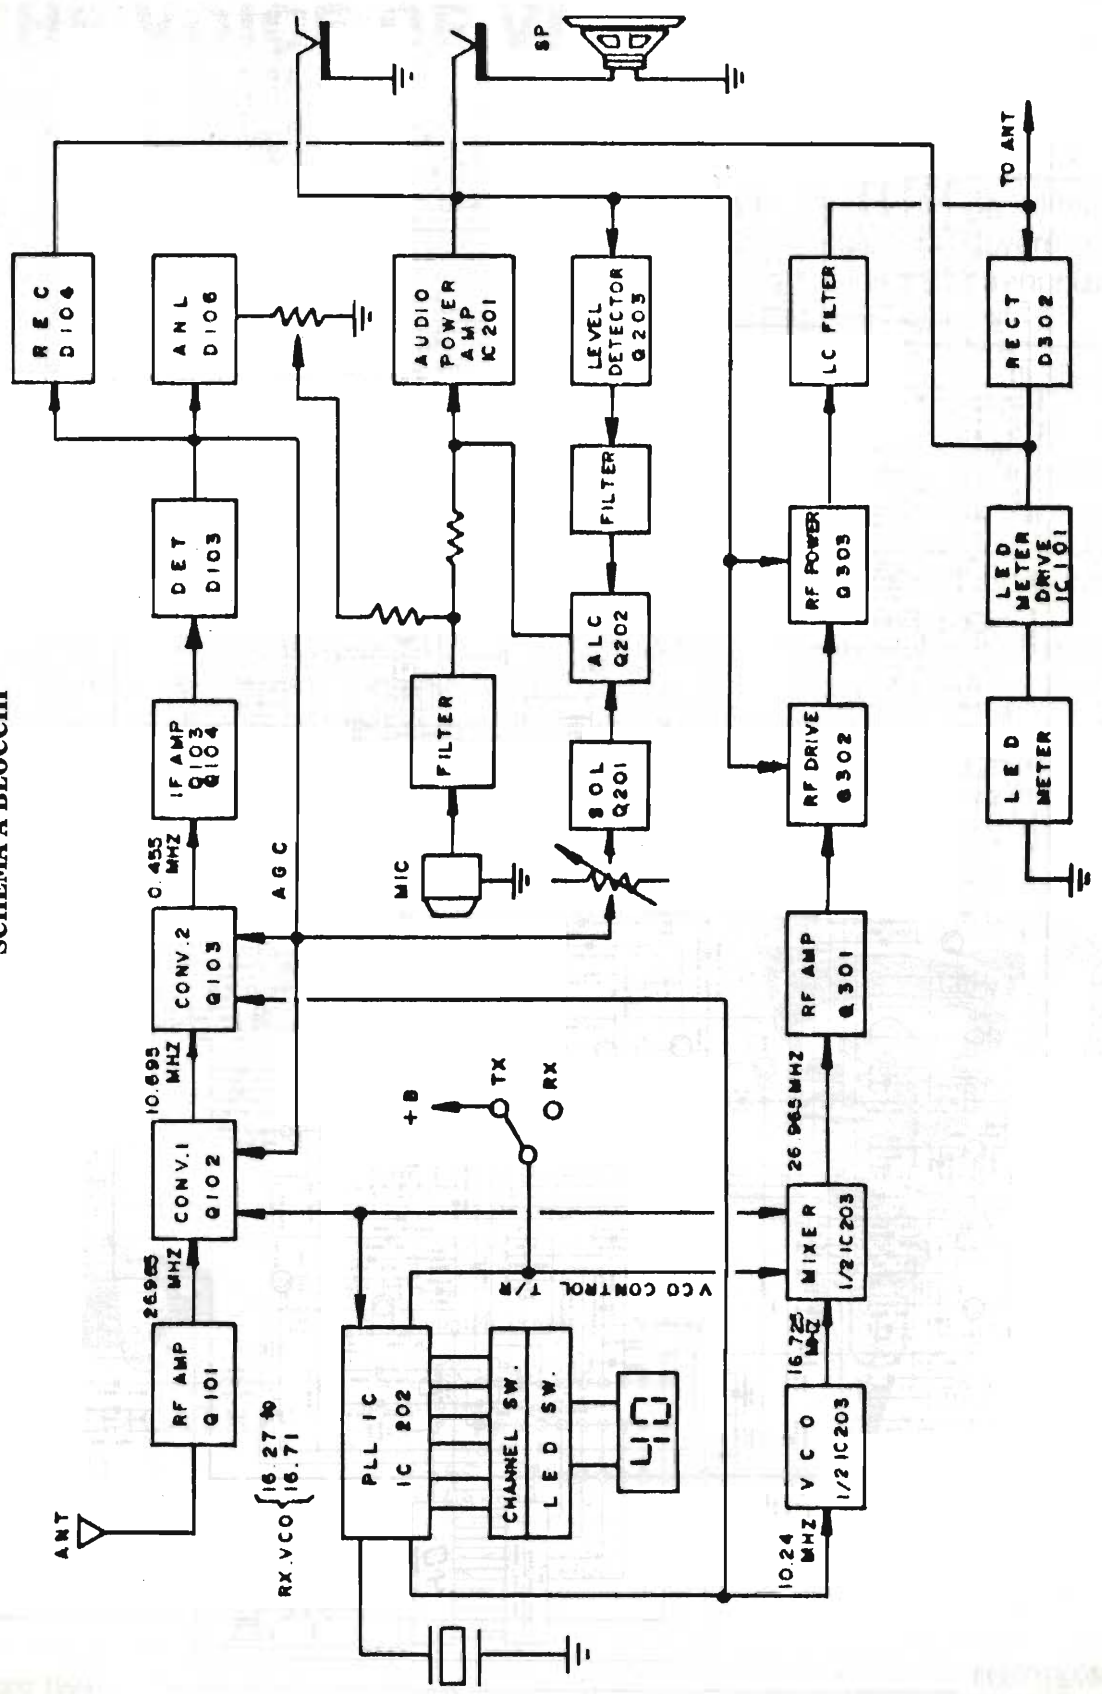 SCHEMA A BLOCCHI
ANT
RF AMP
Q101
26.965
MHZ
CONV.1
Q102
10.695
MHZ
CONV.2
Q103
0.455
MHZ
IF AMP
Q103
Q104
DET
D103
REC
D104
ANL
D106
AGC
RX.VCO
16.27 to
16.71
PLL IC
IC 202
CHANNEL SW.
LED SW.
+B
TX
RX
T/R
VCO CONTROL
MIC
FILTER
AUDIO
POWER
AMP
IC201
SP
SQL
Q201
ALC
Q202
FILTER
LEVEL
DETECTOR
Q203
10.24
MHZ
VCO
1/2 IC203
16.725
MHZ
MIXER
1/2 IC203
26.965 MHZ
RF AMP
Q301
RF DRIVE
Q302
RF POWER
Q303
LC FILTER
TO ANT
LED
METER
LED
METER
DRIVE
IC101
RECT
D302